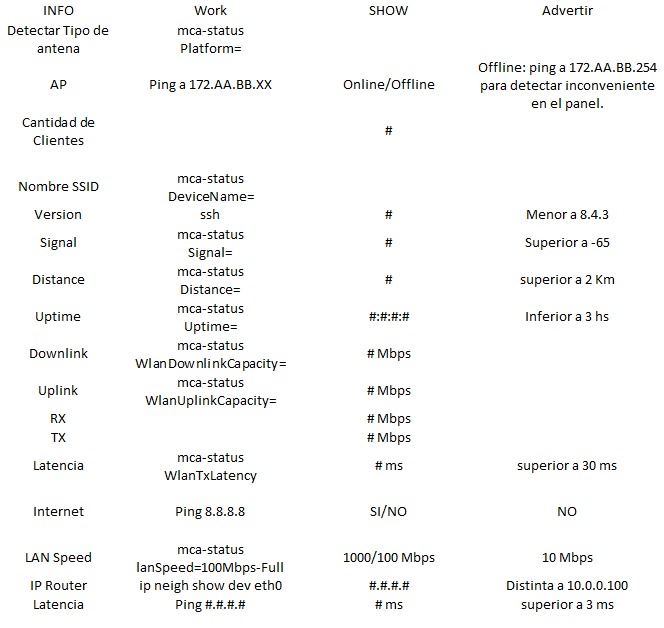 INFO Work SHOW Advertir
Detectar Tipo de antena mca-status Platform=
AP Ping a 172.AA.BB.XX Online/Offline Offline: ping a 172.AA.BB.254 para detectar inconveniente en el panel.
Cantidad de Clientes #
Nombre SSID mca-status DeviceName=
Version ssh # Menor a 8.4.3
Signal mca-status Signal= # Superior a -65
Distance mca-status Distance= # superior a 2 Km
Uptime mca-status Uptime= #:#:#:# Inferior a 3 hs
Downlink mca-status WlanDownlinkCapacity= # Mbps
Uplink mca-status WlanUplinkCapacity= # Mbps
RX # Mbps
TX # Mbps
Latencia mca-status WlanTxLatency # ms superior a 30 ms
Internet Ping 8.8.8.8 SI/NO NO
LAN Speed mca-status lanSpeed=100Mbps-Full 1000/100 Mbps 10 Mbps
IP Router ip neigh show dev eth0 #.#.#.# Distinta a 10.0.0.100
Latencia Ping #.#.#.# # ms superior a 3 ms